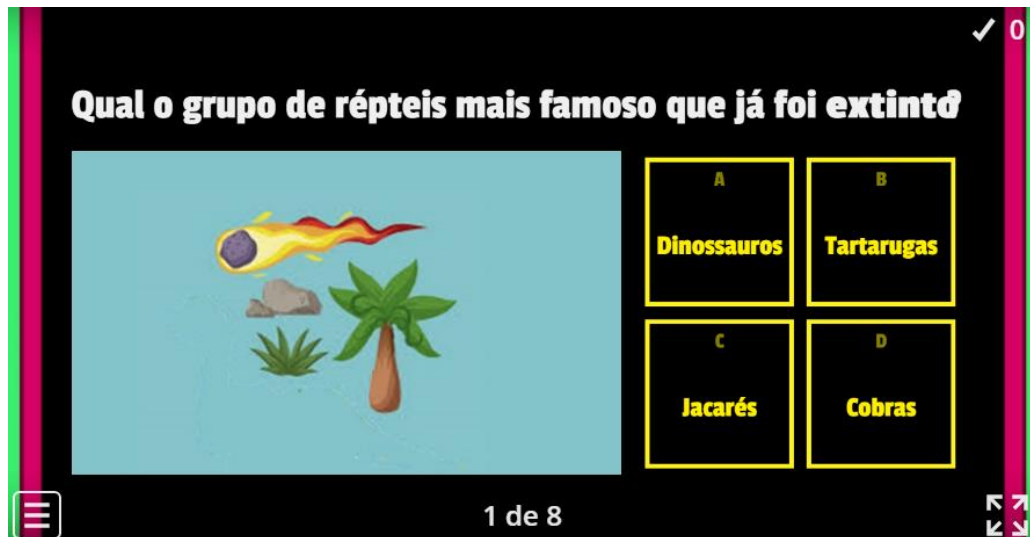 0
Qual o grupo de répteis mais famoso que já foi extinto?
A
Dinossauros
B
Tartarugas
C
Jacarés
D
Cobras
1 de 8